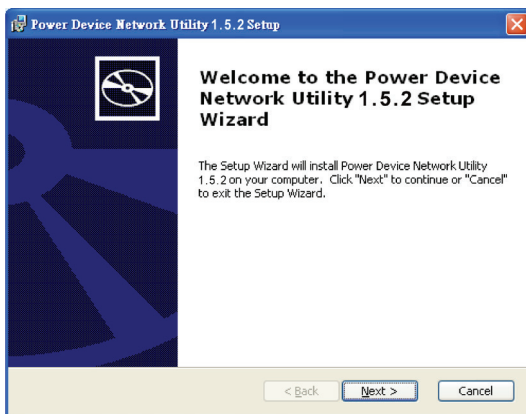 Power Device Network Utility 1.5.2 Setup
Welcome to the Power Device
Network Utility 1.5.2 Setup
Wizard
The Setup Wizard will install Power Device Network Utility
1.5.2 on your computer. Click "Next" to continue or "Cancel"
to exit the Setup Wizard.
< Back
Next >
Cancel